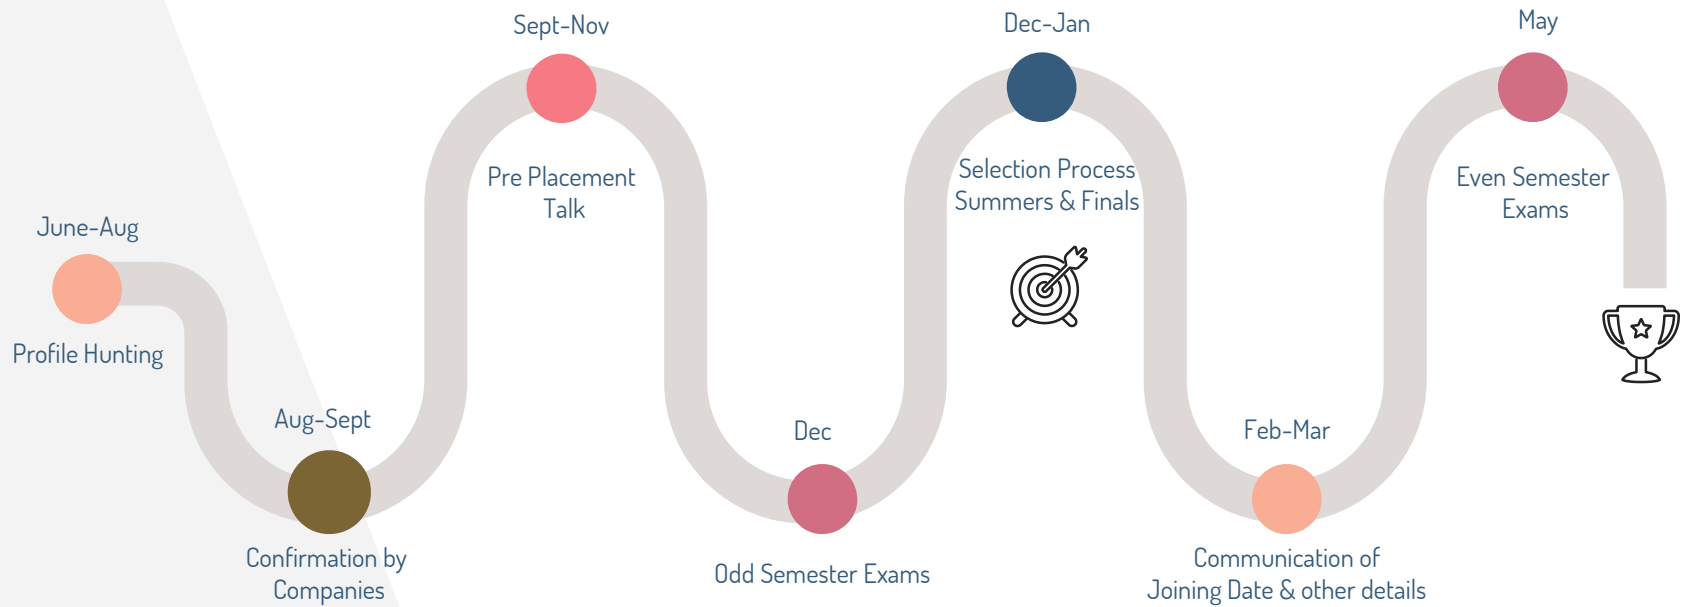 June-Aug
Profile Hunting
Aug-Sept
Confirmation by
Companies
Sept-Nov
Pre Placement
Talk
Dec
Odd Semester Exams
Dec-Jan
Selection Process
Summers & Finals
Feb-Mar
Communication of
Joining Date & other details
May
Even Semester
Exams